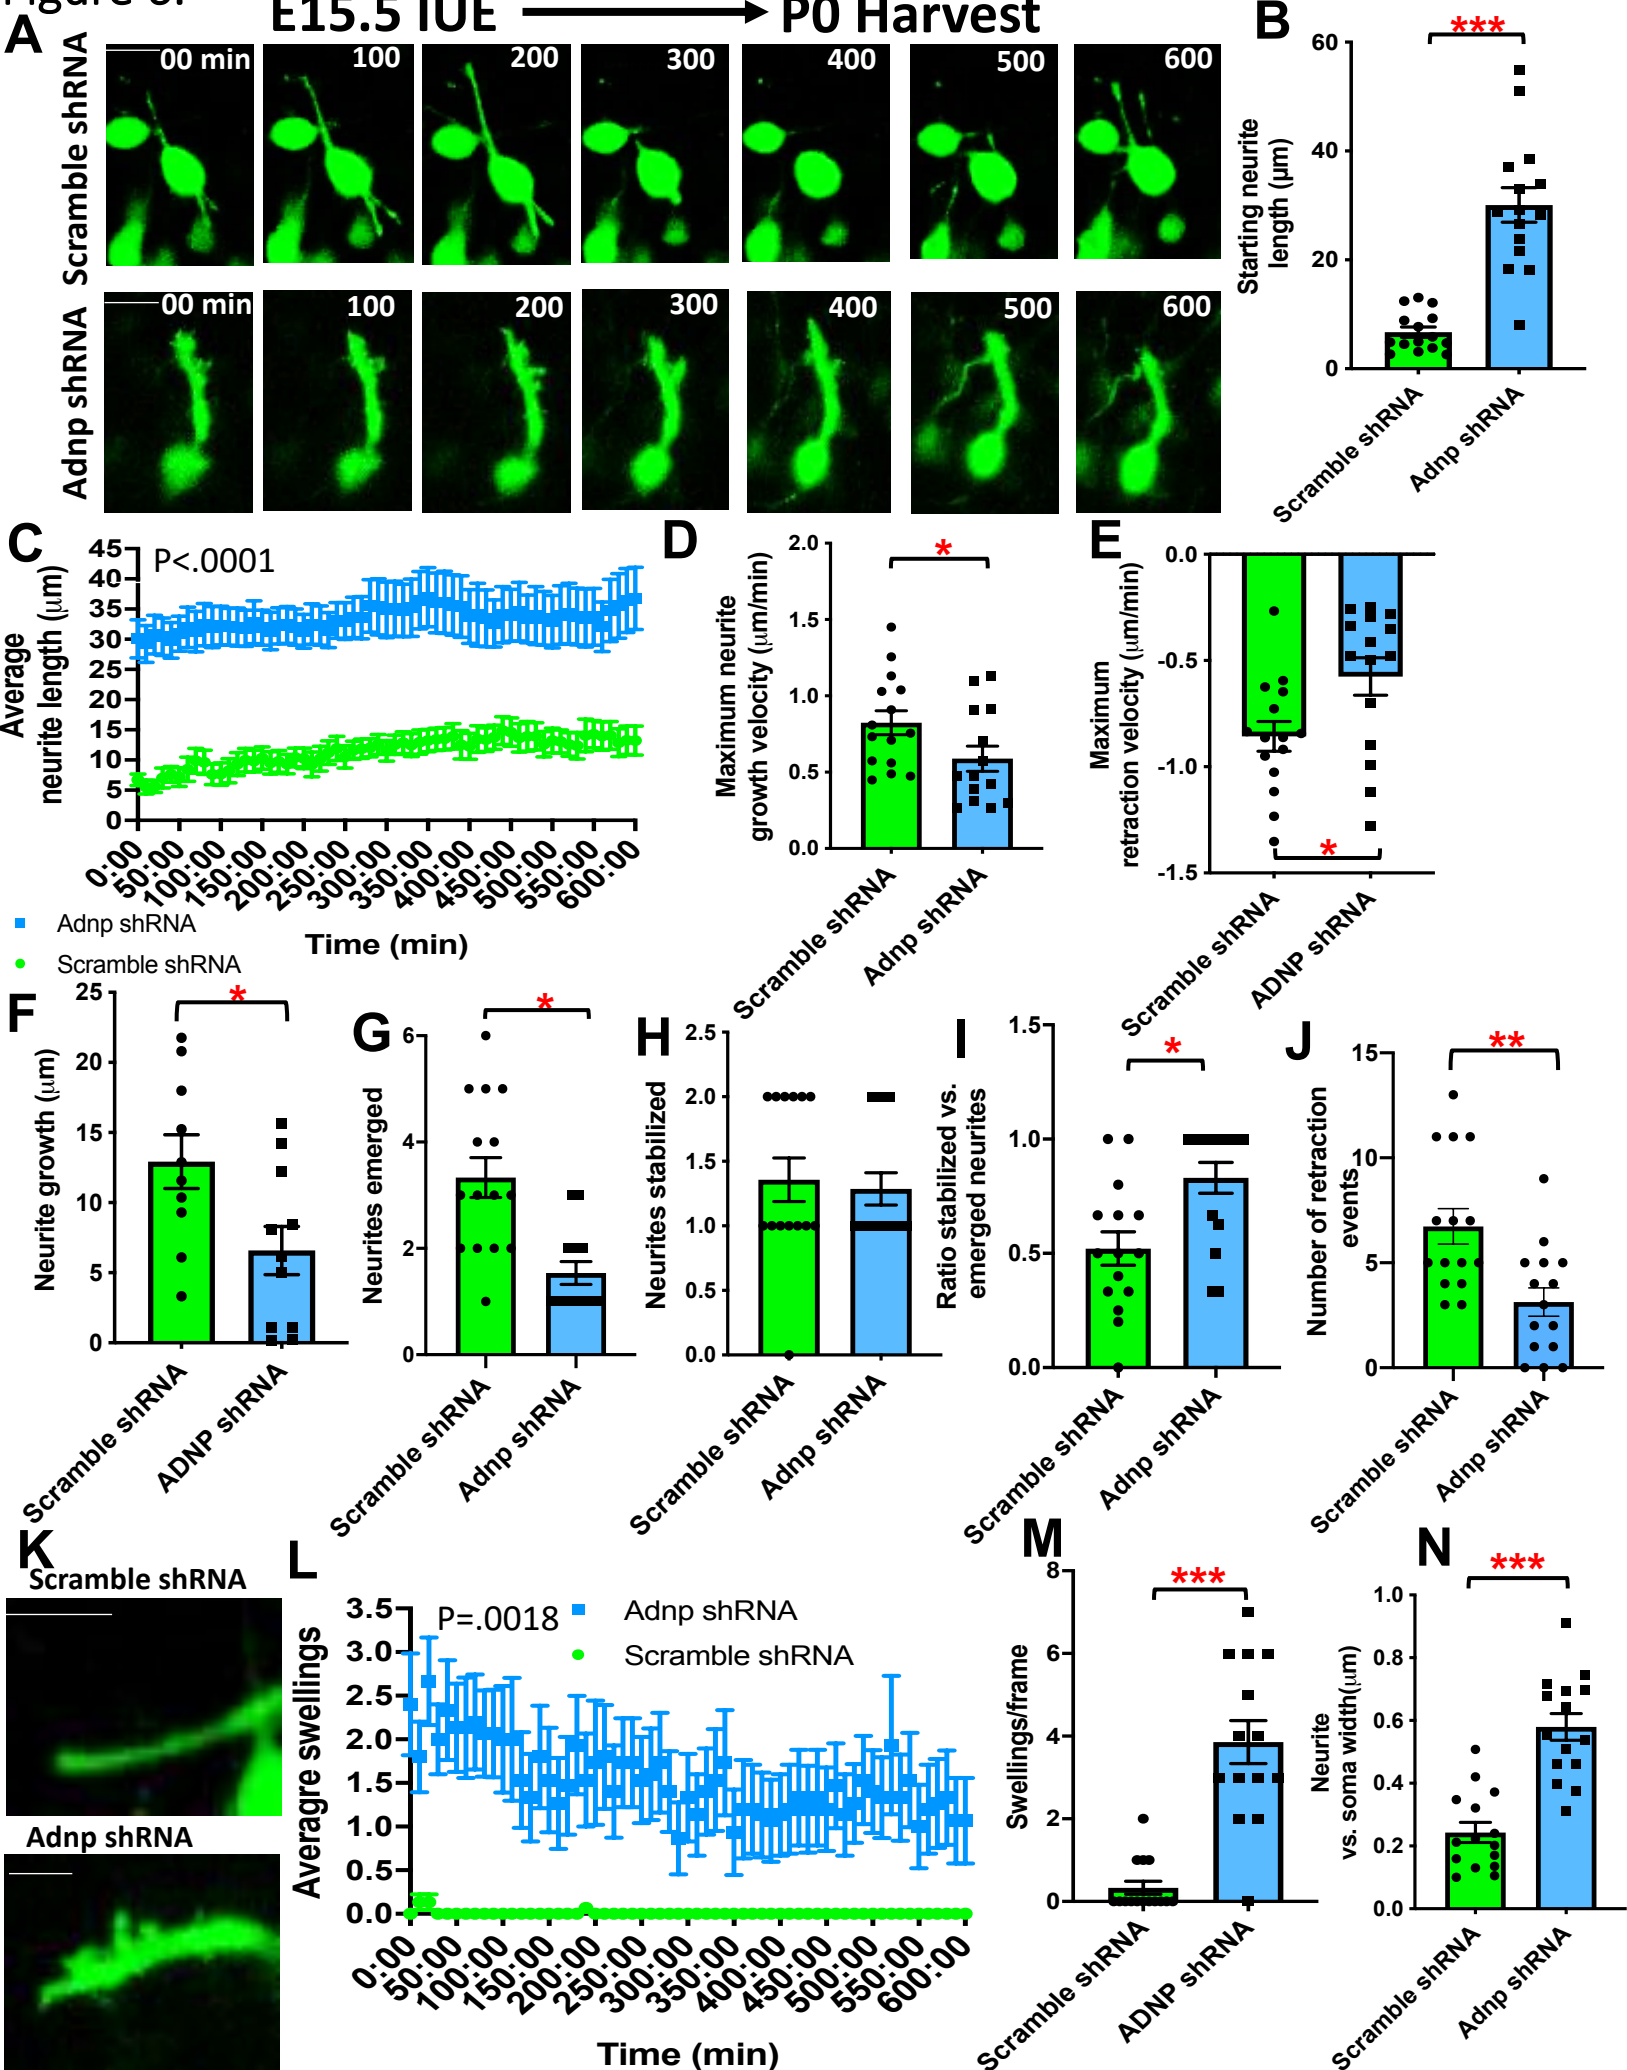 Figure 6.
E15.5 IUE P0 Harvest
A
Scramble shRNA
00 min 100 200 300 400 500 600
Adnp shRNA
00 min 100 200 300 400 500 600
B
***
Starting neurite
length (μm)
60
40
20
0
Scramble shRNA
Adnp shRNA
C
P<.0001
Average
neurite length (μm)
45
40
35
30
25
20
15
10
5
0
0:00
50:00
100:00
150:00
200:00
250:00
300:00
350:00
400:00
450:00
500:00
550:00
600:00
Time (min)
Adnp shRNA
Scramble shRNA
D
*
Maximum neurite
growth velocity (μm/min)
2.0
1.5
1.0
0.5
0.0
Scramble shRNA
Adnp shRNA
E
Maximum
retraction velocity (μm/min)
0.0
-0.5
-1.0
-1.5
*
Scramble shRNA
ADNP shRNA
F
*
Neurite growth (μm)
25
20
15
10
5
0
Scramble shRNA
ADNP shRNA
G
*
Neurites emerged
6
4
2
0
Scramble shRNA
Adnp shRNA
H
Neurites stabilized
2.5
2.0
1.5
1.0
0.5
0.0
Scramble shRNA
Adnp shRNA
I
*
Ratio stabilized vs.
emerged neurites
1.5
1.0
0.5
0.0
Scramble shRNA
Adnp shRNA
J
**
Number of retraction
events
15
10
5
0
Scramble shRNA
Adnp shRNA
K
Scramble shRNA
Adnp shRNA
L
P=.0018
Adnp shRNA
Scramble shRNA
Averagre swellings
3.5
3.0
2.5
2.0
1.5
1.0
0.5
0.0
0:00
50:00
100:00
150:00
200:00
250:00
300:00
350:00
400:00
450:00
500:00
550:00
600:00
Time (min)
M
***
Swellings/frame
8
6
4
2
0
Scramble shRNA
ADNP shRNA
N
***
Neurite
vs. soma width(μm)
1.0
0.8
0.6
0.4
0.2
0.0
Scramble shRNA
Adnp shRNA